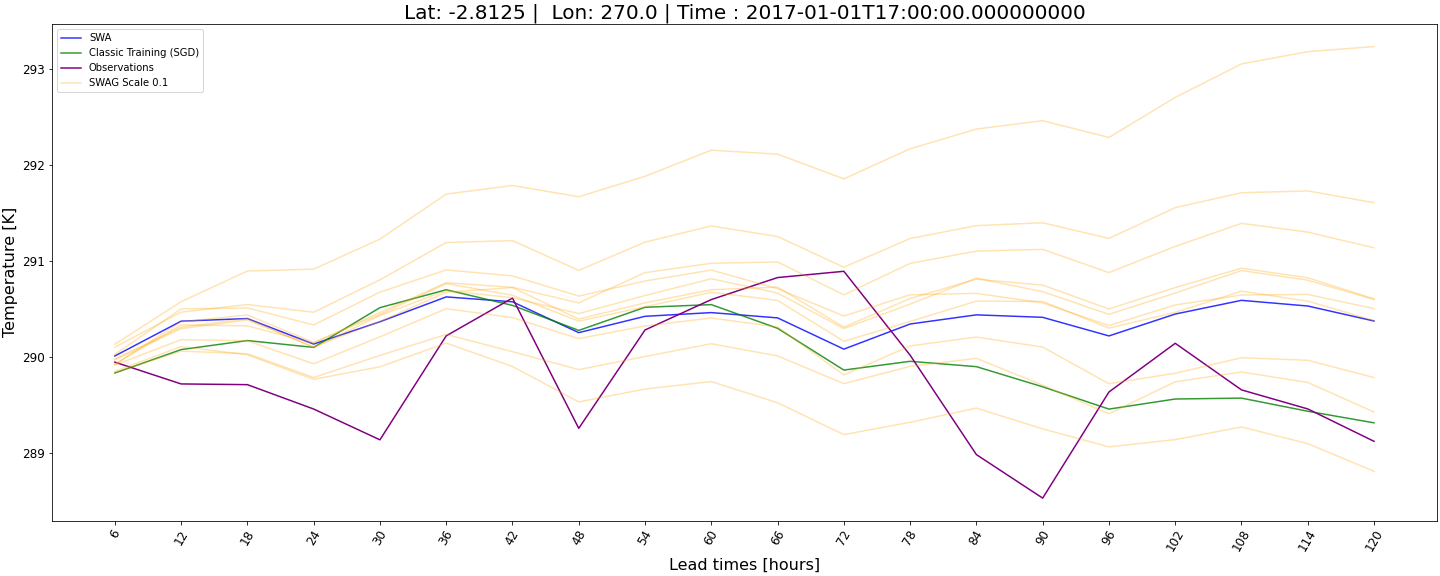 Lat: -2.8125 |  Lon: 270.0 | Time : 2017-01-01T17:00:00.000000000
SWA
Classic Training (SGD)
Observations
SWAG Scale 0.1
Temperature [K]
293
292
291
290
289
6 12 18 24 30 36 42 48 54 60 66 72 78 84 90 96 102 108 114 120
Lead times [hours]